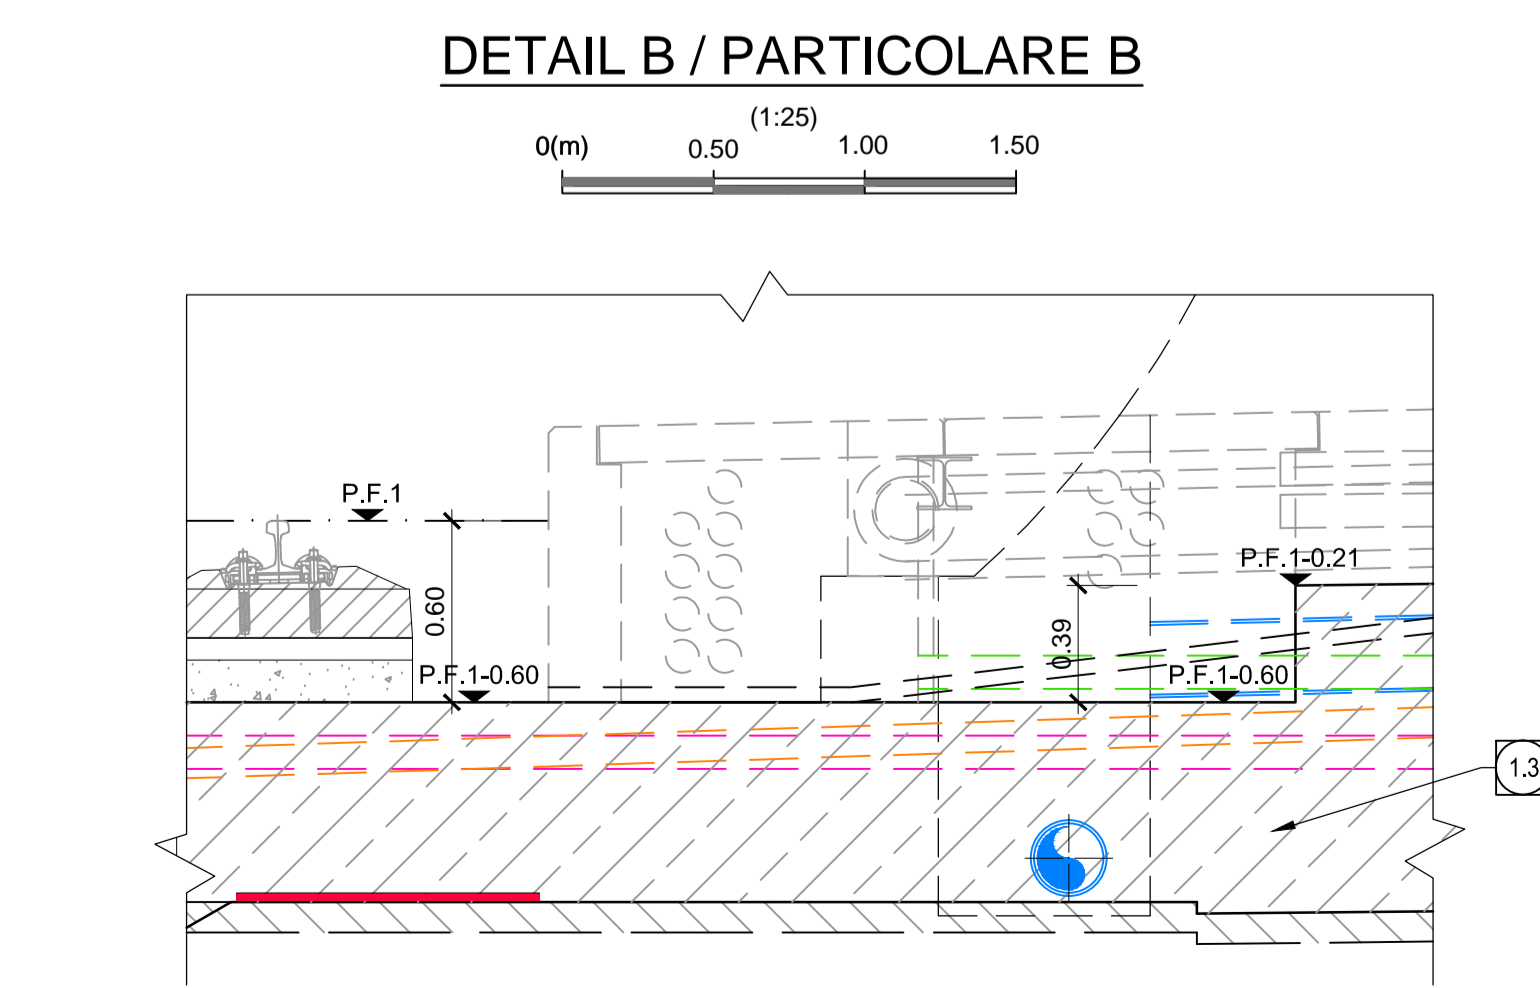 DETAIL B / PARTICOLARE B
(1:25)
0(m) 0.50 1.00 1.50
P.F.1
P.F.1-0.21
0.60
0.39
P.F.1-0.60
P.F.1-0.60
1.3